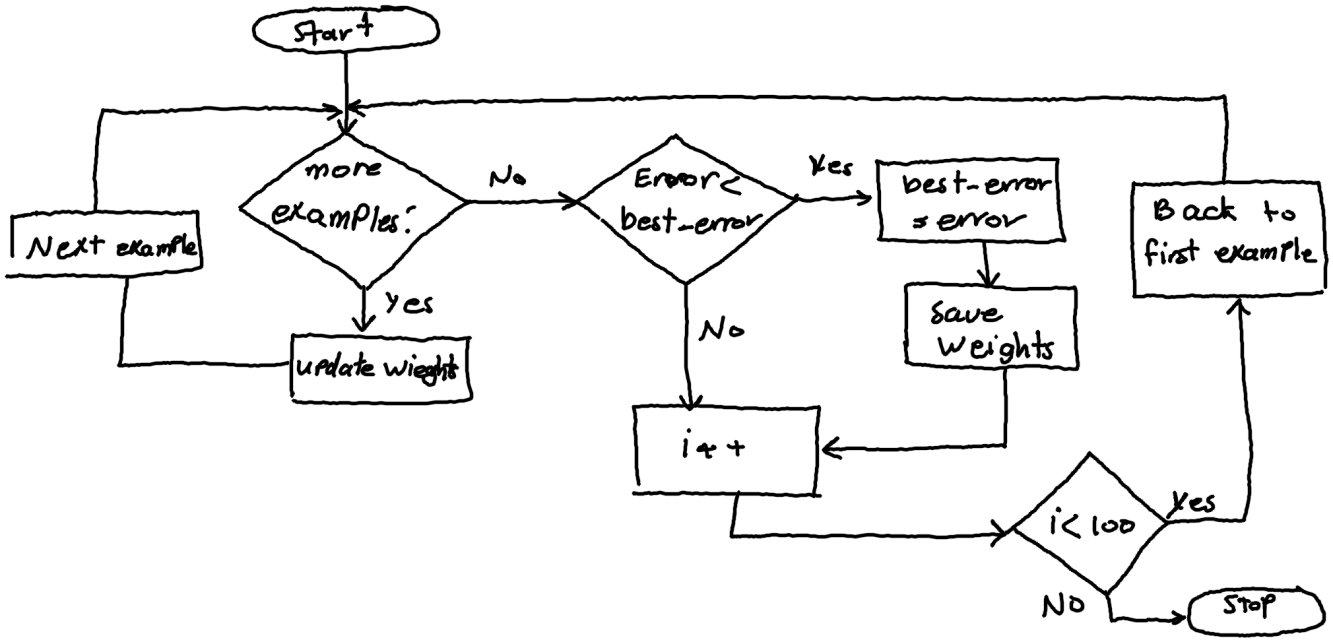 Start
more
examples?
No
Error <
best_error
Yes
best_error
= error
Back to
first example
Next example
Yes
update wieght
No
Save
Weights
i++
i < 100
Yes
No
Stop